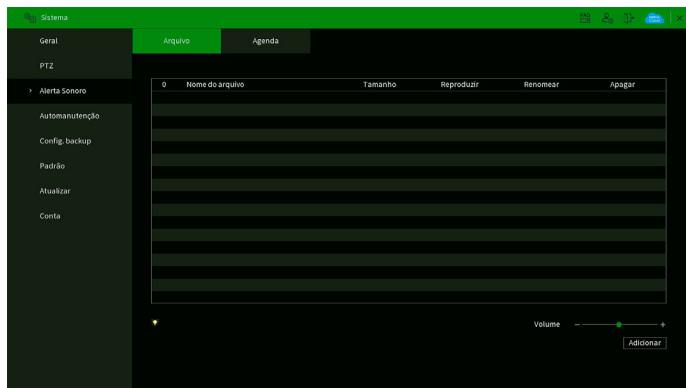 Sistema
FAQ
Geral
Arquivo
Agenda
PTZ
0 Nome do arquivo Tamanho Reproduzir Renomear Apagar
> Alerta Sonoro
Automanutenção
Config. backup
Padrão
Atualizar
Conta
Volume - +
Adicionar